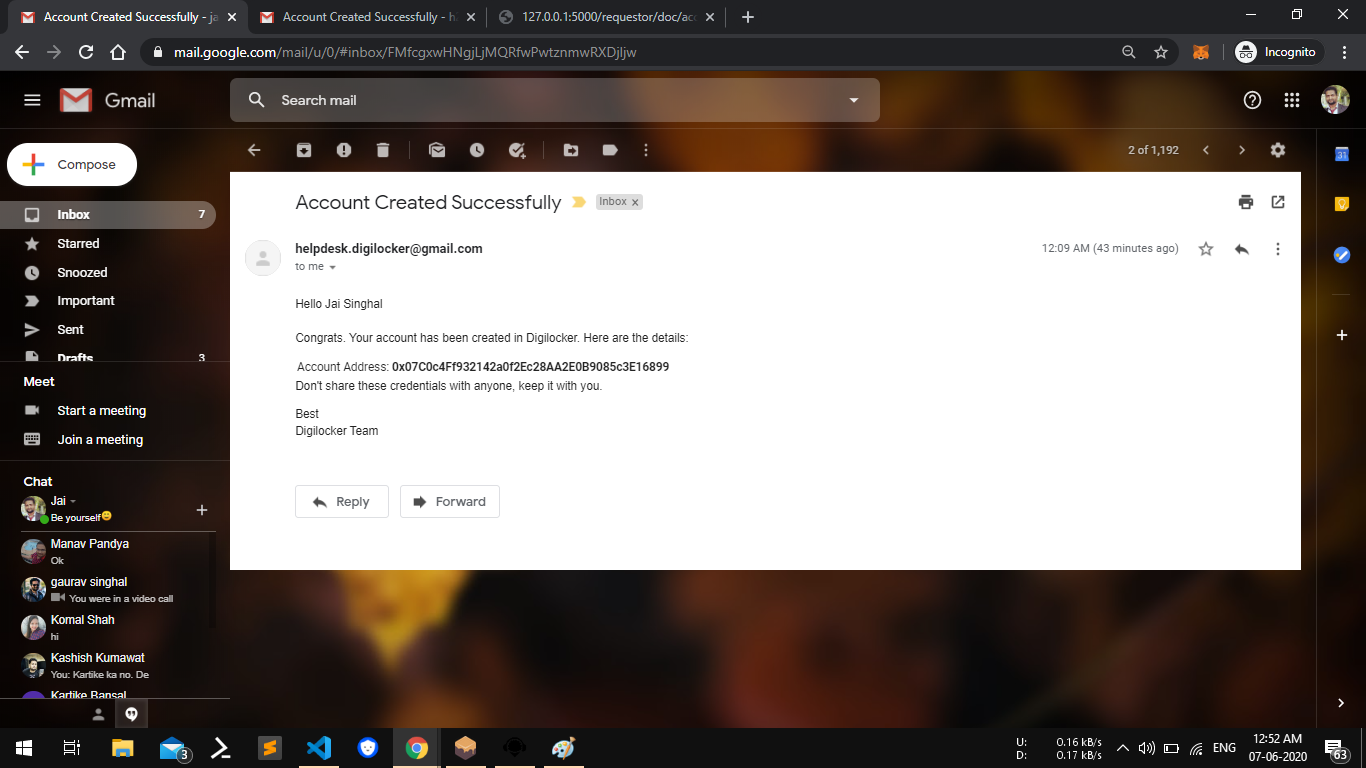 Account Created Successfully - ja
Account Created Successfully - h2
127.0.0.1:5000/requestor/doc/acc
mail.google.com/mail/u/0/#inbox/FMfcgxwHNgjLjMQRfwPwtznmwRXDjljw
Incognito
Gmail
Search mail
Compose
2 of 1,192
31
Inbox 7
Starred
Snoozed
Important
Sent
Drafts 3
Meet
Start a meeting
Join a meeting
Chat
Jai
Be yourself
Manav Pandya
Ok
gaurav singhal
You were in a video call
Komal Shah
hi
Kashish Kumawat
You: Kartike ka no. De
Kartike Bansal
Account Created Successfully Inbox x
helpdesk.digilocker@gmail.com 12:09 AM (43 minutes ago)
to me
Hello Jai Singhal
Congrats. Your account has been created in Digilocker. Here are the details:
Account Address: 0x07C0c4Ff932142a0f2Ec28AA2E0B9085c3E16899
Don't share these credentials with anyone, keep it with you.
Best
Digilocker Team
Reply Forward
3
U: 0.16 kB/s
D: 0.17 kB/s
ENG
12:52 AM
07-06-2020
63